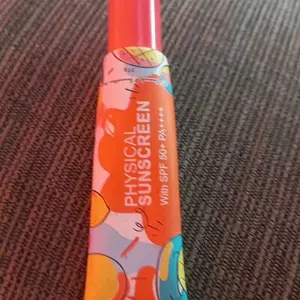 PHYSICAL
SUNSCREEN
With SPF 50+ PA++++